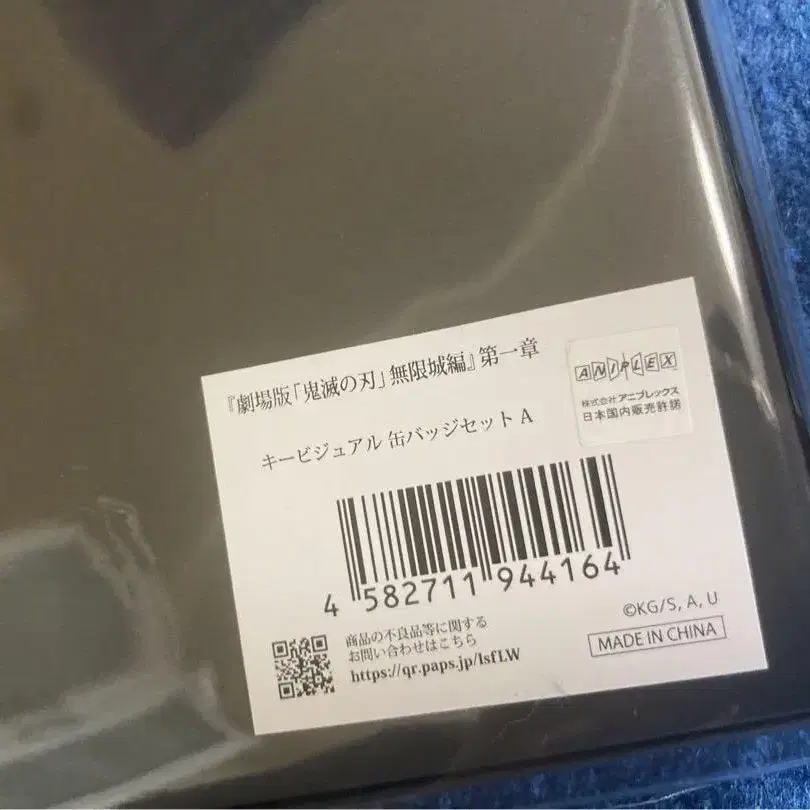 『劇場版「鬼滅の刃」無限城編』第一章
キービジュアル 缶バッジセット A
ANIPLEX
株式会社アニプレックス
日本国内販売許諾
4 582711 944164
©KG/S, A, U
MADE IN CHINA
商品の不良品等に関する
お問い合わせはこちら
https://qr.paps.jp/lsfLW